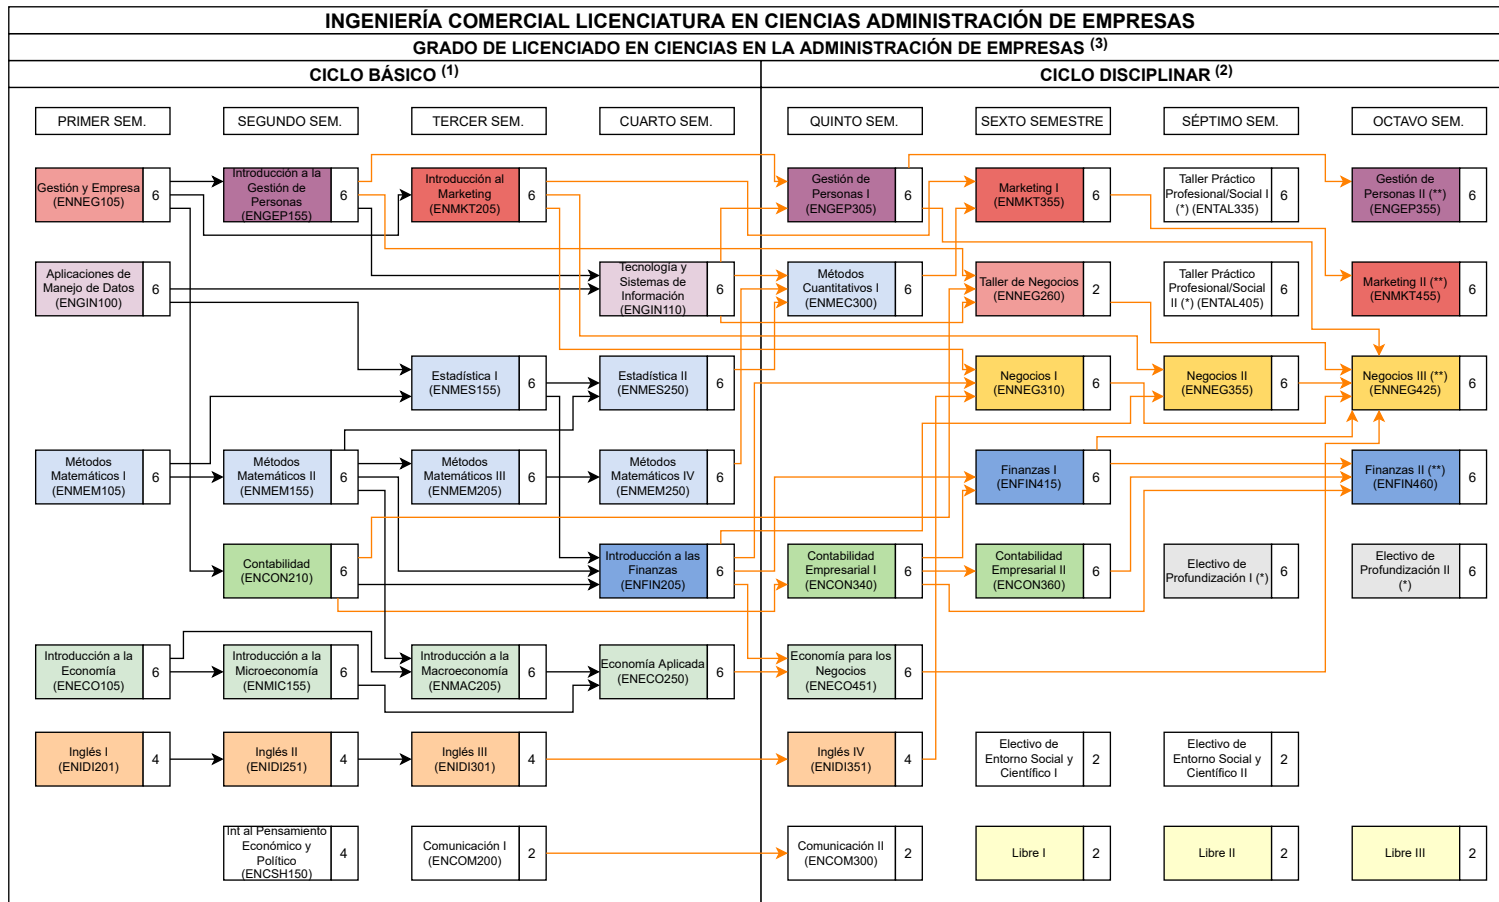 INGENIERÍA COMERCIAL LICENCIATURA EN CIENCIAS ADMINISTRACIÓN DE EMPRESAS
GRADO DE LICENCIADO EN CIENCIAS EN LA ADMINISTRACIÓN DE EMPRESAS (3)
CICLO BÁSICO (1)
CICLO DISCIPLINAR (2)
PRIMER SEM.
SEGUNDO SEM.
TERCER SEM.
CUARTO SEM.
QUINTO SEM.
SEXTO SEMESTRE
SÉPTIMO SEM.
OCTAVO SEM.
Gestión y Empresa
(ENNEG105)
6
Introducción a la
Gestión de
Personas
(ENGEP155)
6
Introducción al
Marketing
(ENMKT205)
6
Gestión de
Personas I
(ENGEP305)
6
Marketing I
(ENMKT355)
6
Taller Práctico
Profesional/Social I
(*) (ENTAL335)
6
Gestión de
Personas II (**)
(ENGEP355)
6
Aplicaciones de
Manejo de Datos
(ENGIN100)
6
Tecnología y
Sistemas de
Información
(ENGIN110)
6
Métodos
Cuantitativos I
(ENMEC300)
6
Taller de Negocios
(ENNEG260)
2
Taller Práctico
Profesional/Social
II (*) (ENTAL405)
6
Marketing II (**)
(ENMKT455)
6
Estadística I
(ENMES155)
6
Estadística II
(ENMES250)
6
Negocios I
(ENNEG310)
6
Negocios II
(ENNEG355)
6
Negocios III (**)
(ENNEG425)
6
Métodos
Matemáticos I
(ENMEM105)
6
Métodos
Matemáticos II
(ENMEM155)
6
Métodos
Matemáticos III
(ENMEM205)
6
Métodos
Matemáticos IV
(ENMEM250)
6
Finanzas I
(ENFIN415)
6
Finanzas II (**)
(ENFIN460)
6
Contabilidad
(ENCON210)
6
Introducción a las
Finanzas
(ENFIN205)
6
Contabilidad
Empresarial I
(ENCON340)
6
Contabilidad
Empresarial II
(ENCON360)
6
Electivo de
Profundización I (*)
6
Electivo de
Profundización II
(*)
6
Introducción a la
Economía
(ENECO105)
6
Introducción a la
Microeconomía
(ENMIC155)
6
Introducción a la
Macroeconomía
(ENMAC205)
6
Economía Aplicada
(ENECO250)
6
Economía para los
Negocios
(ENECO451)
6
Inglés I
(ENIDI201)
4
Inglés II
(ENIDI251)
4
Inglés III
(ENIDI301)
4
Inglés IV
(ENIDI351)
4
Electivo de
Entorno Social y
Científico I
2
Electivo de
Entorno Social y
Científico II
2
Int al Pensamiento
Económico y
Político
(ENCSH150)
4
Comunicación I
(ENCOM200)
2
Comunicación II
(ENCOM300)
2
Libre I
2
Libre II
2
Libre III
2